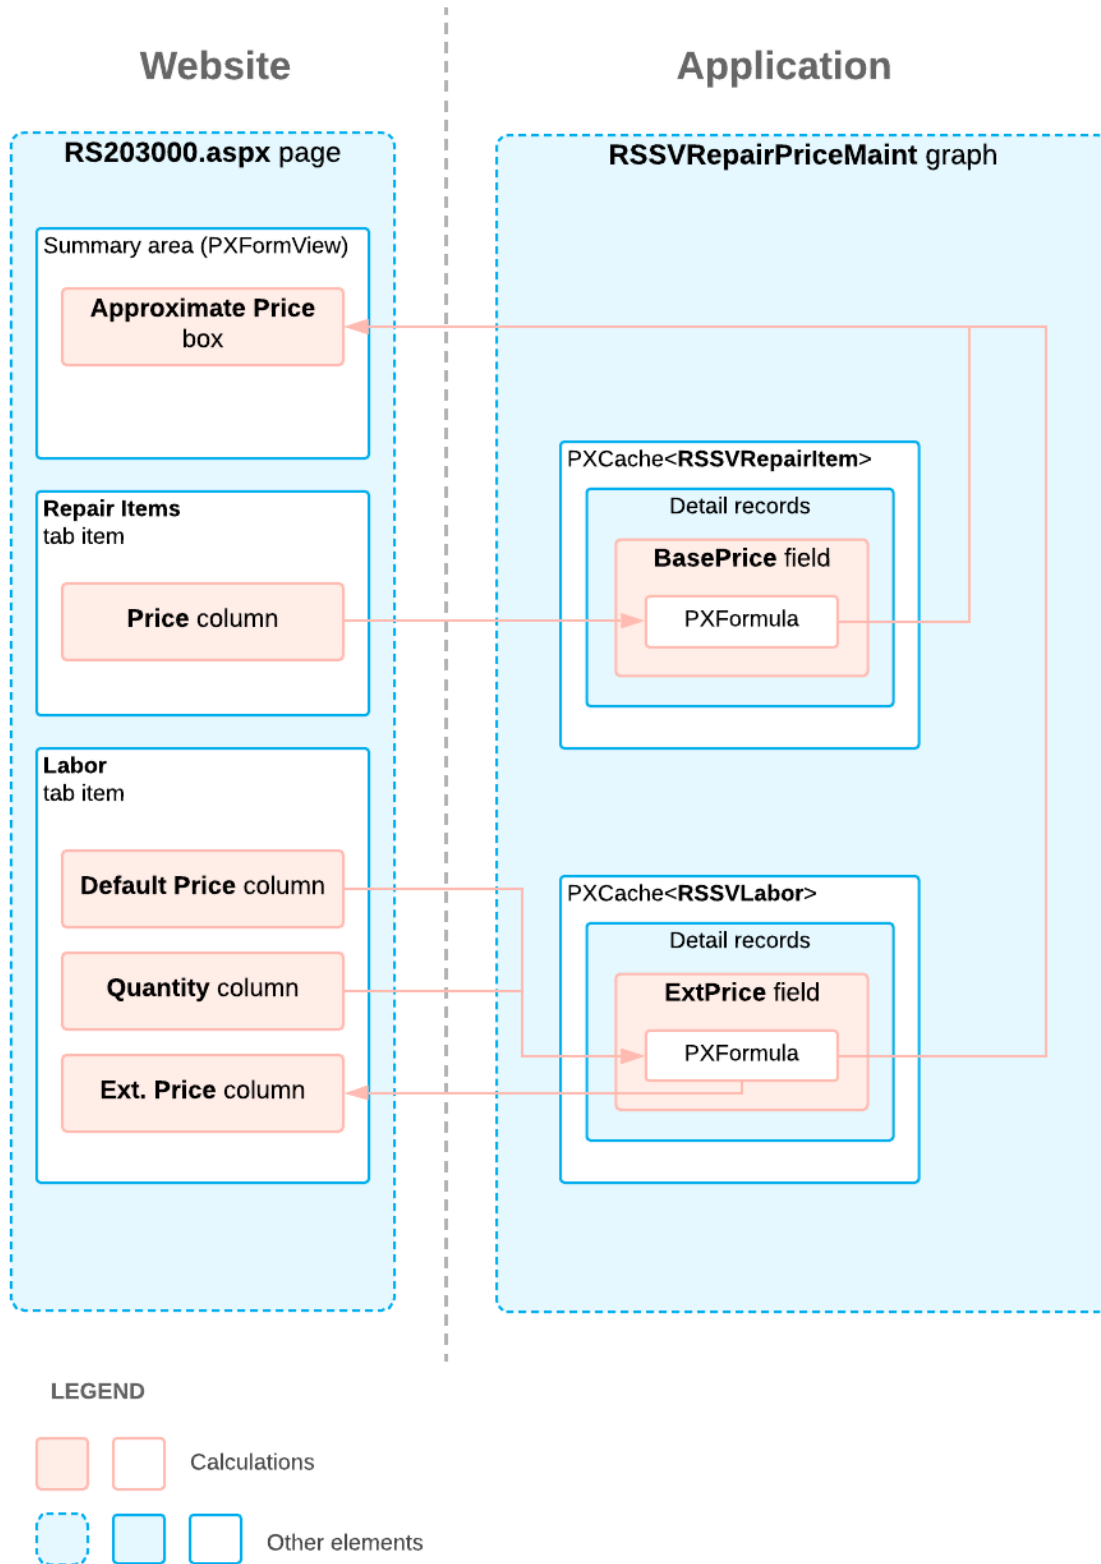 Website
Application
RS203000.aspx page
RSSVRepairPriceMaint graph
Summary area (PXFormView)
Approximate Price
box
PXCache<RSSVRepairItem>
Detail records
BasePrice field
PXFormula
Repair Items
tab item
Price column
Labor
tab item
Default Price column
Quantity column
Ext. Price column
PXCache<RSSVLabor>
Detail records
ExtPrice field
PXFormula
LEGEND
Calculations
Other elements